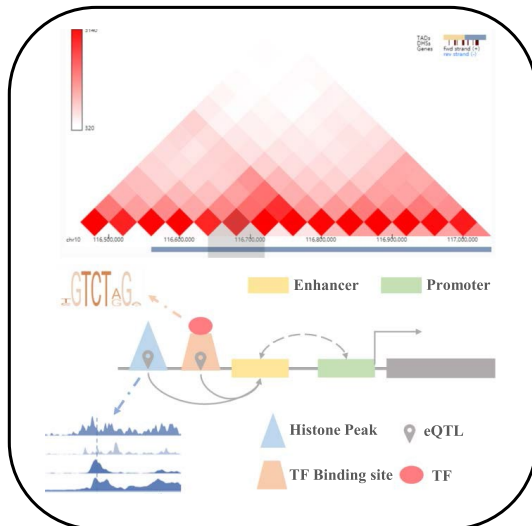 3140
TADs
DHSs
Genes
fwd strand (+)
rev strand (-)
320
chr10 116,500,000 116,600,000 116,700,000 116,800,000 116,900,000 117,000,000
GTCT G
Enhancer Promoter
Histone Peak eQTL
TF Binding site TF